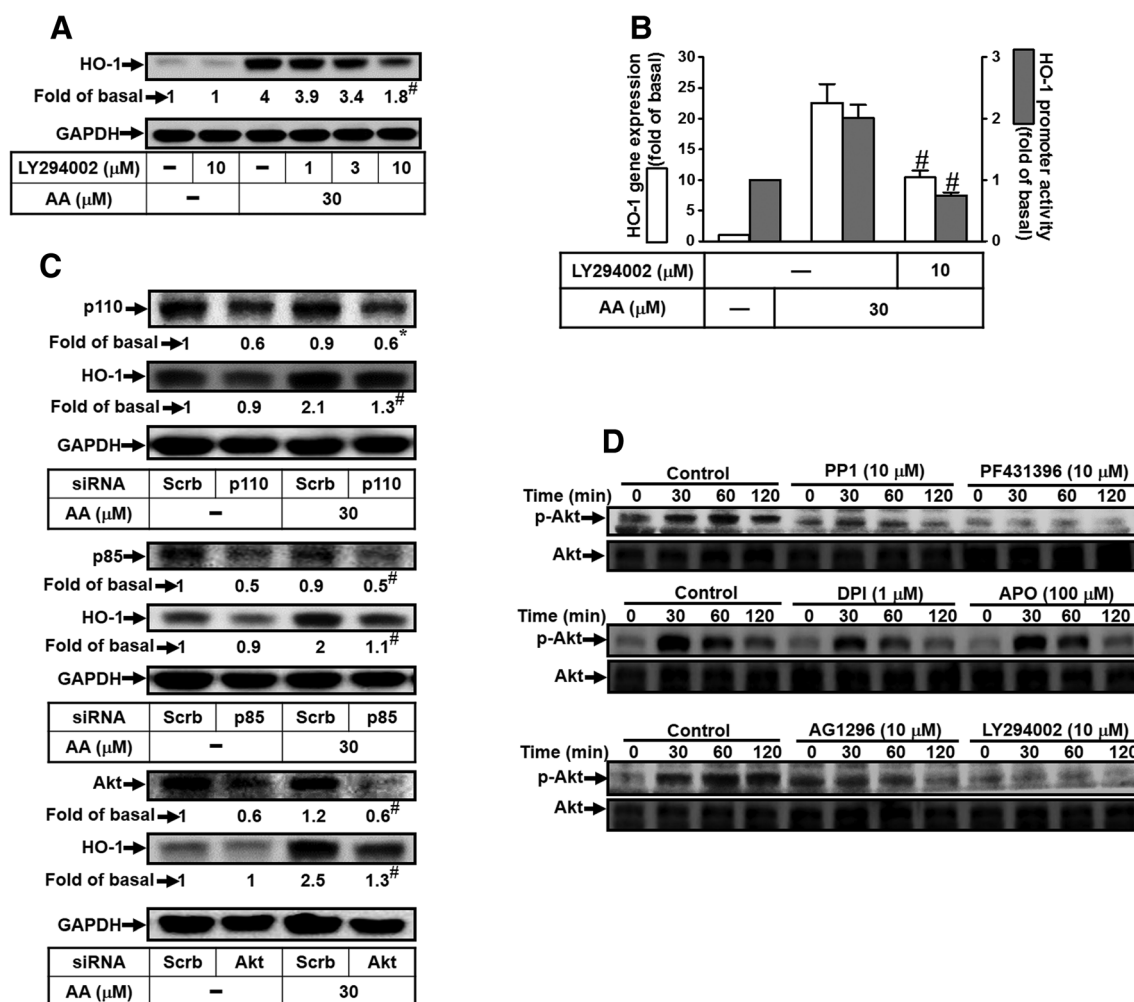 A
HO-1
Fold of basal 1 1 4 3.9 3.4 1.8#
GAPDH
LY294002 (μM) – 10 – 1 3 10
AA (μM) – 30
B
HO-1 gene expression
(fold of basal)
30
25
20
15
10
5
0
# #
3
2
1
0
HO-1 promoter activity
(fold of basal)
LY294002 (μM) — 10
AA (μM) — 30
C
p110
Fold of basal 1 0.6 0.9 0.6*
HO-1
Fold of basal 1 0.9 2.1 1.3#
GAPDH
siRNA Scrb p110 Scrb p110
AA (μM) – 30
p85
Fold of basal 1 0.5 0.9 0.5#
HO-1
Fold of basal 1 0.9 2 1.1#
GAPDH
siRNA Scrb p85 Scrb p85
AA (μM) – 30
Akt
Fold of basal 1 0.6 1.2 0.6#
HO-1
Fold of basal 1 1 2.5 1.3#
GAPDH
siRNA Scrb Akt Scrb Akt
AA (μM) – 30
D
Control PP1 (10 μM) PF431396 (10 μM)
Time (min) 0 30 60 120 0 30 60 120 0 30 60 120
p-Akt
Akt
Control DPI (1 μM) APO (100 μM)
Time (min) 0 30 60 120 0 30 60 120 0 30 60 120
p-Akt
Akt
Control AG1296 (10 μM) LY294002 (10 μM)
Time (min) 0 30 60 120 0 30 60 120 0 30 60 120
p-Akt
Akt